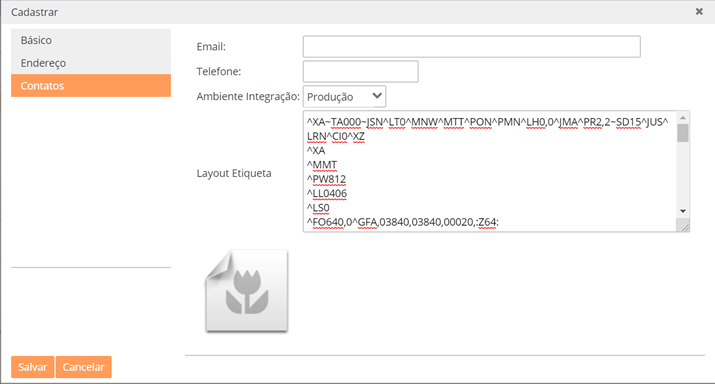 Cadastrar
Básico
Endereço
Contatos
Email:
Telefone:
Ambiente Integração: Produção
Layout Etiqueta
^XA~TA000~JSN^LT0^MNW^MTT^PON^PMN^LH0,0^JMA^PR2,2~SD15^JUS^
LRN^CI0^XZ
^XA
^MMT
^PW812
^LL0406
^LS0
^FO640,0^GFA,03840,03840,00020,:Z64:
Salvar Cancelar